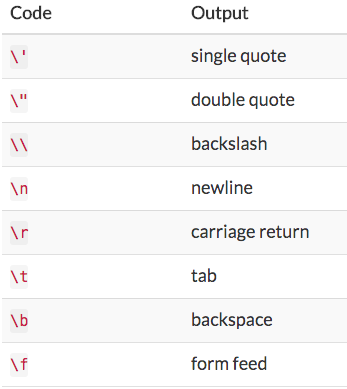 Code Output
\' single quote
\" double quote
\\ backslash
\n newline
\r carriage return
\t tab
\b backspace
\f form feed